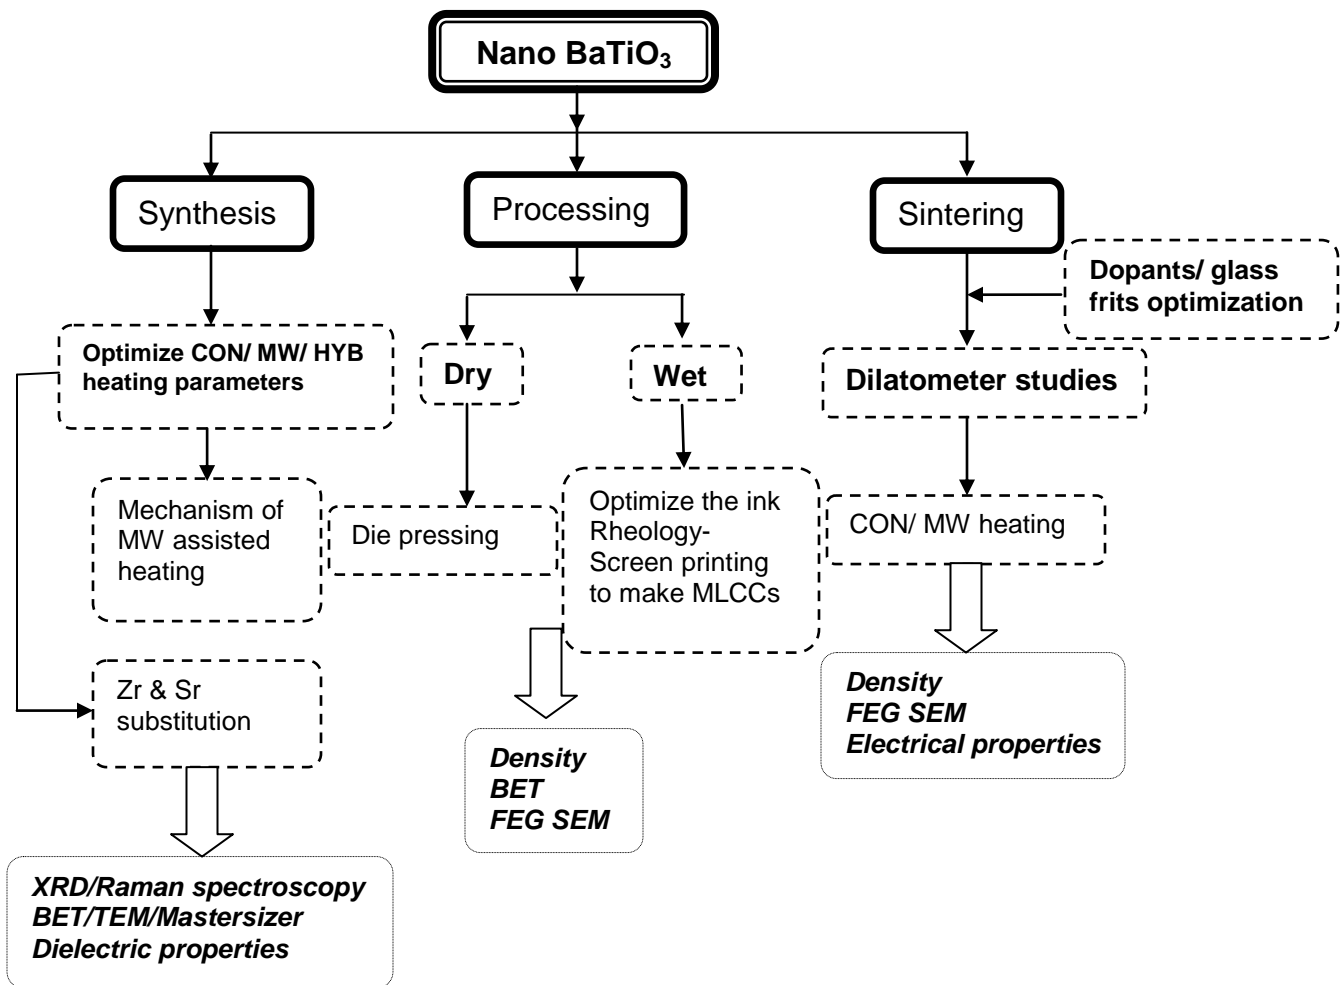 Nano BaTiO₃
Synthesis
Processing
Sintering
Dopants/ glass
frits optimization
Optimize CON/ MW/ HYB
heating parameters
Dry
Wet
Dilatometer studies
Mechanism of
MW assisted
heating
Die pressing
Optimize the ink
Rheology-
Screen printing
to make MLCCs
CON/ MW heating
Zr & Sr
substitution
Density
BET
FEG SEM
Density
FEG SEM
Electrical properties
XRD/Raman spectroscopy
BET/TEM/Mastersizer
Dielectric properties